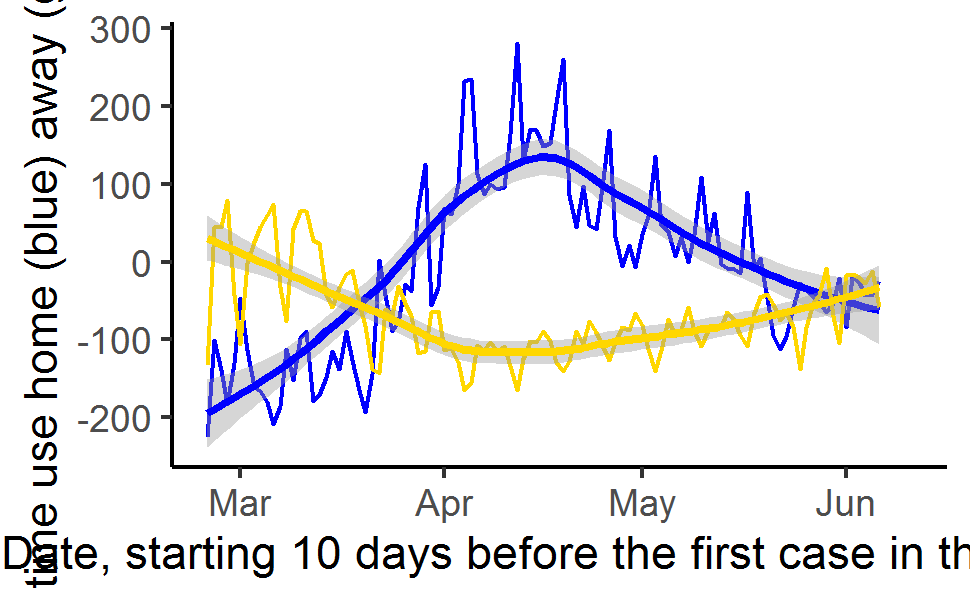 time use home (blue) away (
300
200
100
0
-100
-200
Mar Apr May Jun
Date, starting 10 days before the first case in th